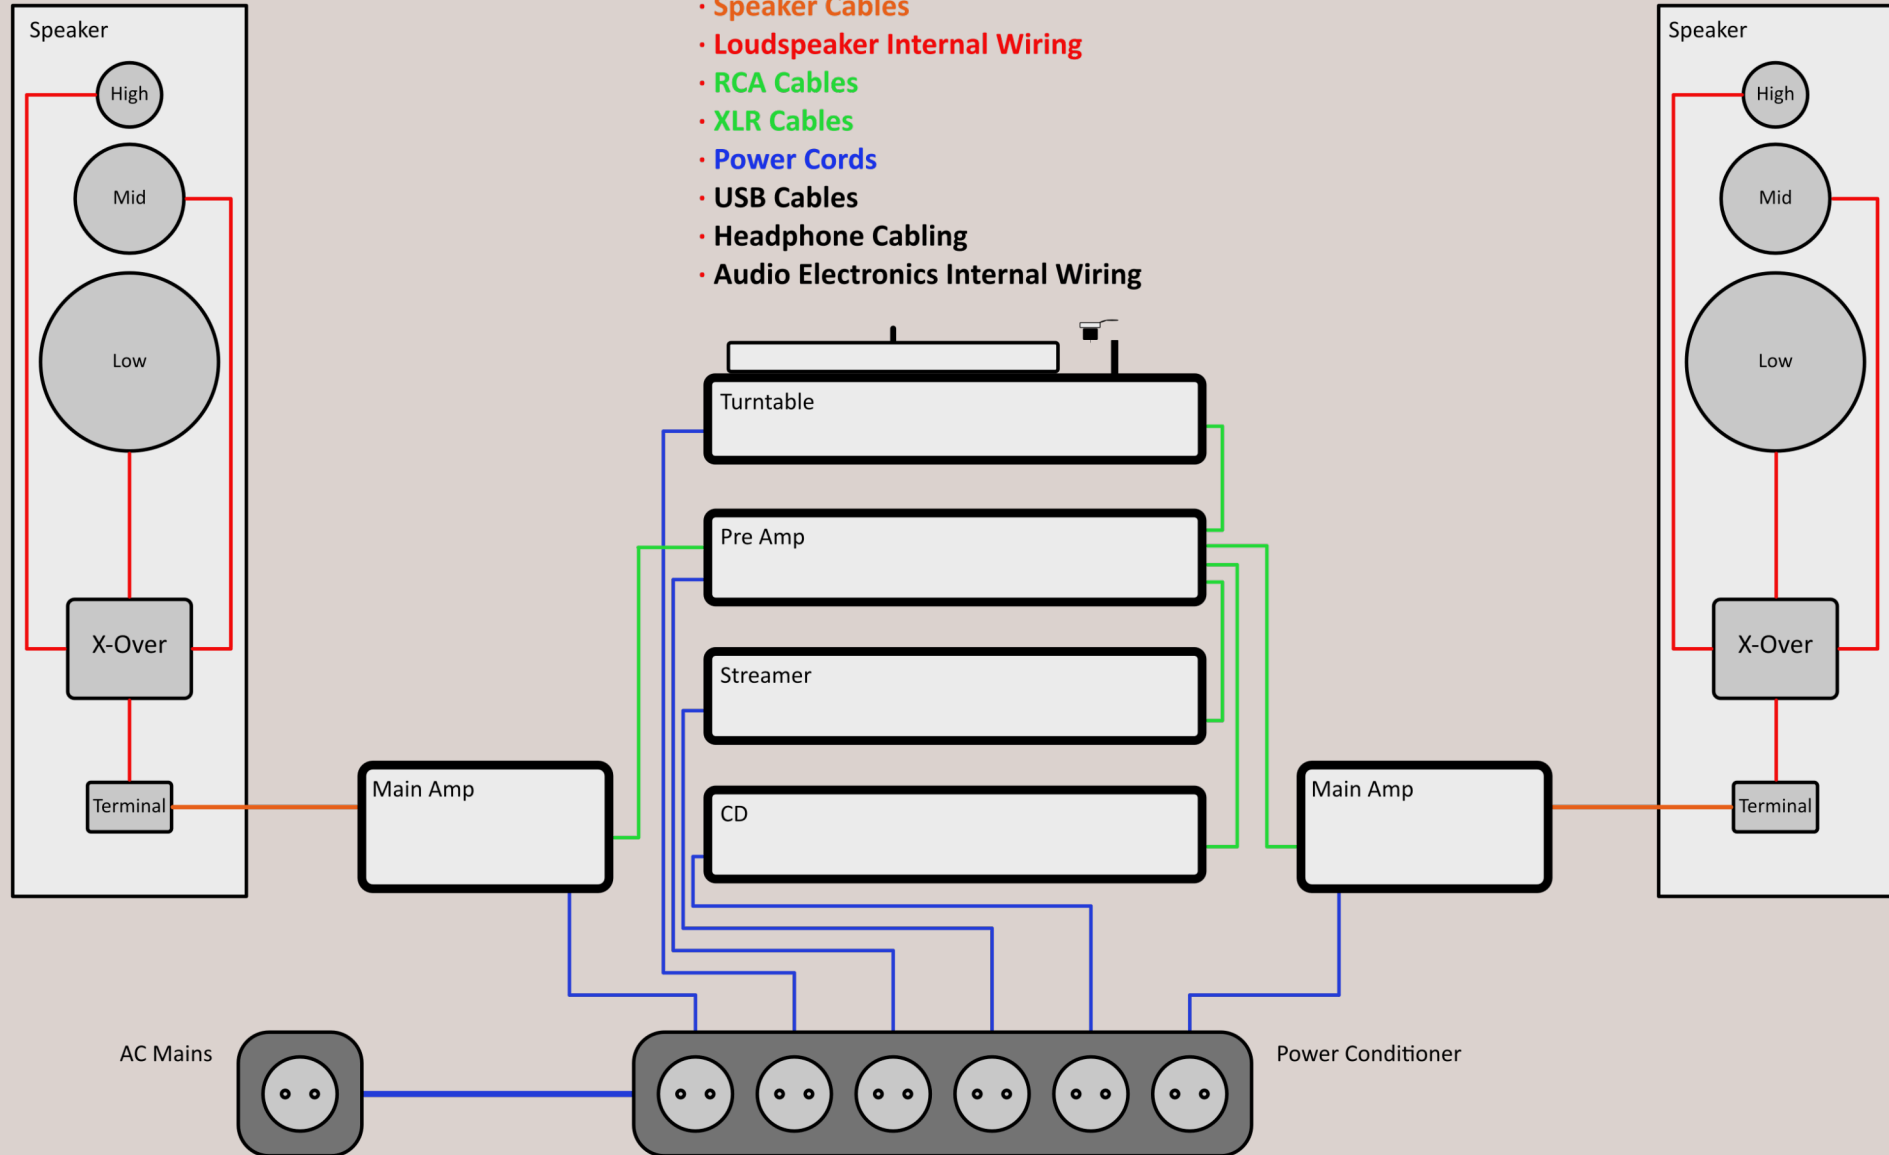 · Speaker Cables
· Loudspeaker Internal Wiring
· RCA Cables
· XLR Cables
· Power Cords
· USB Cables
· Headphone Cabling
· Audio Electronics Internal Wiring
Speaker
High
Mid
Low
X-Over
Terminal
Main Amp
Turntable
Pre Amp
Streamer
CD
Main Amp
Speaker
High
Mid
Low
X-Over
Terminal
AC Mains
Power Conditioner